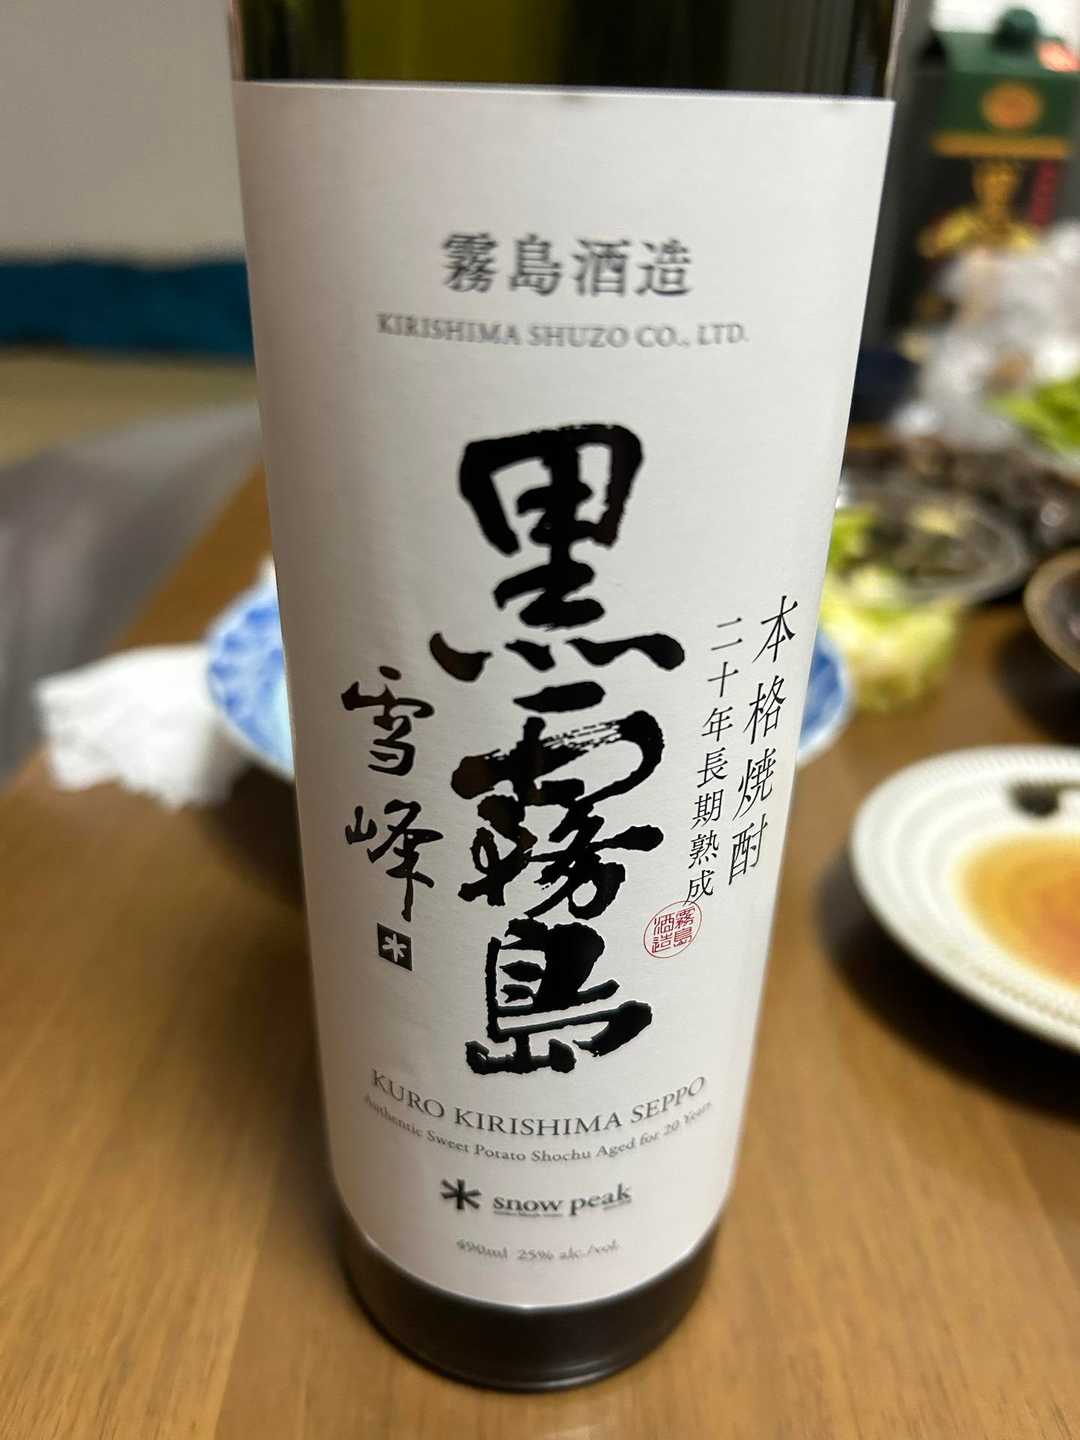 霧島酒造
KIRISHIMA SHUZO CO., LTD.
黒霧島
本格焼酎
二十年長期熟成
霧島酒造
雪峰
KURO KIRISHIMA SEPPO
Authentic Sweet Potato Shochu Aged for 20 Years
snow peak
690ml 25% alc./vol.